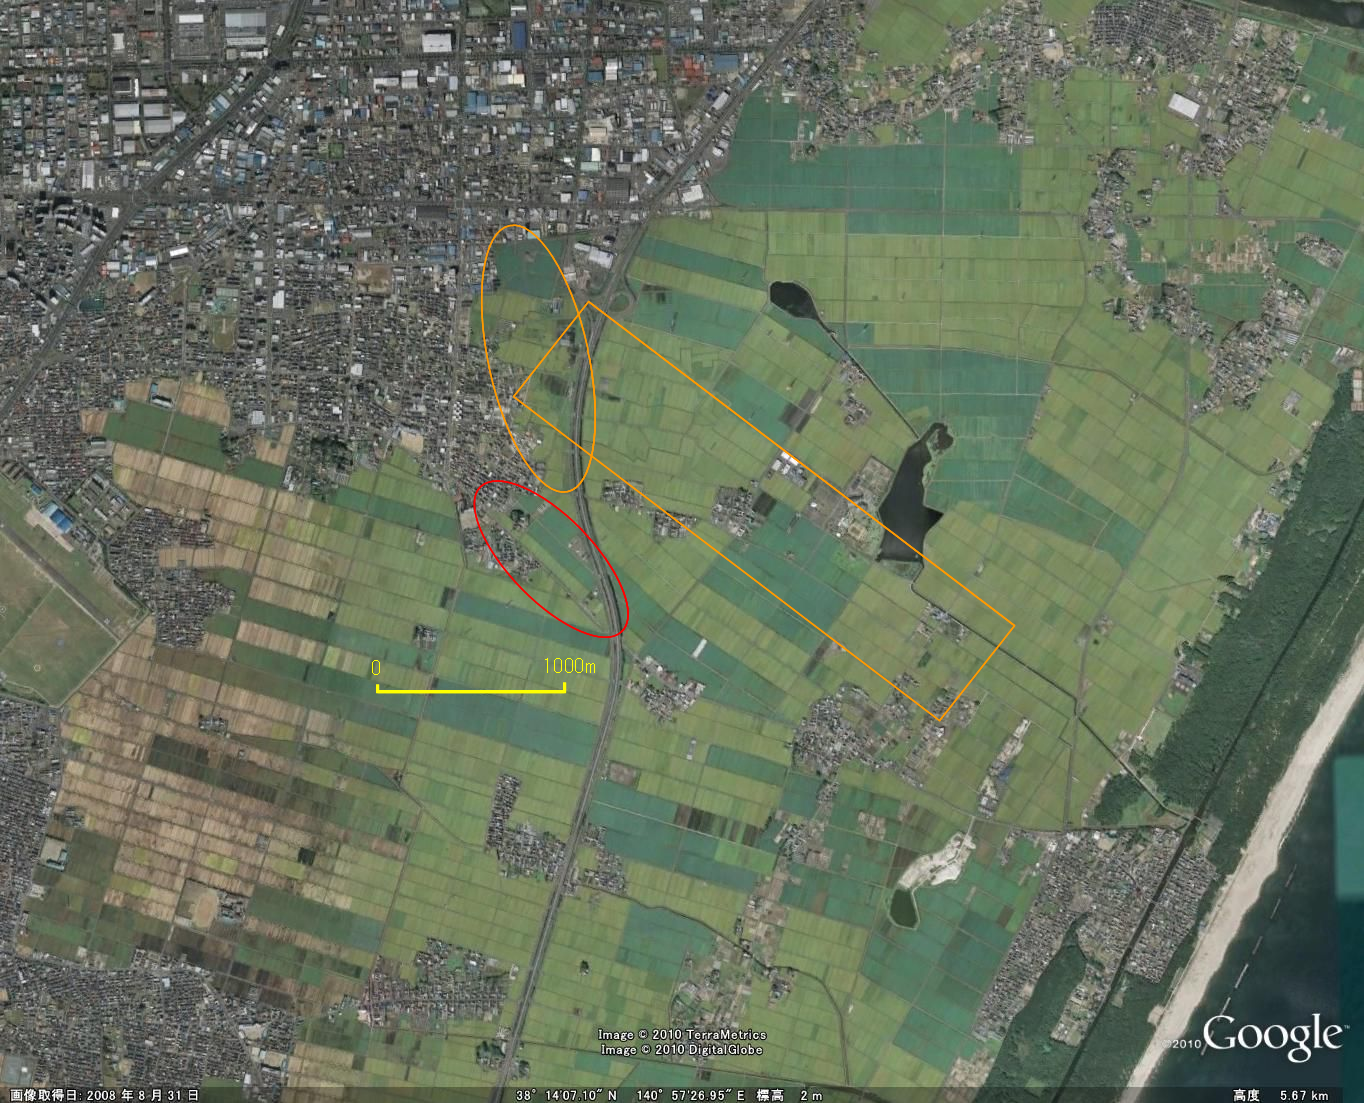 0 1000m
Image © 2010 TerraMetrics
Image © 2010 DigitalGlobe
©2010 Google™
画像取得日: 2008 年 8 月 31 日 38° 14'07.10" N 140° 57'26.95" E 標高 2 m 高度 5.67 km